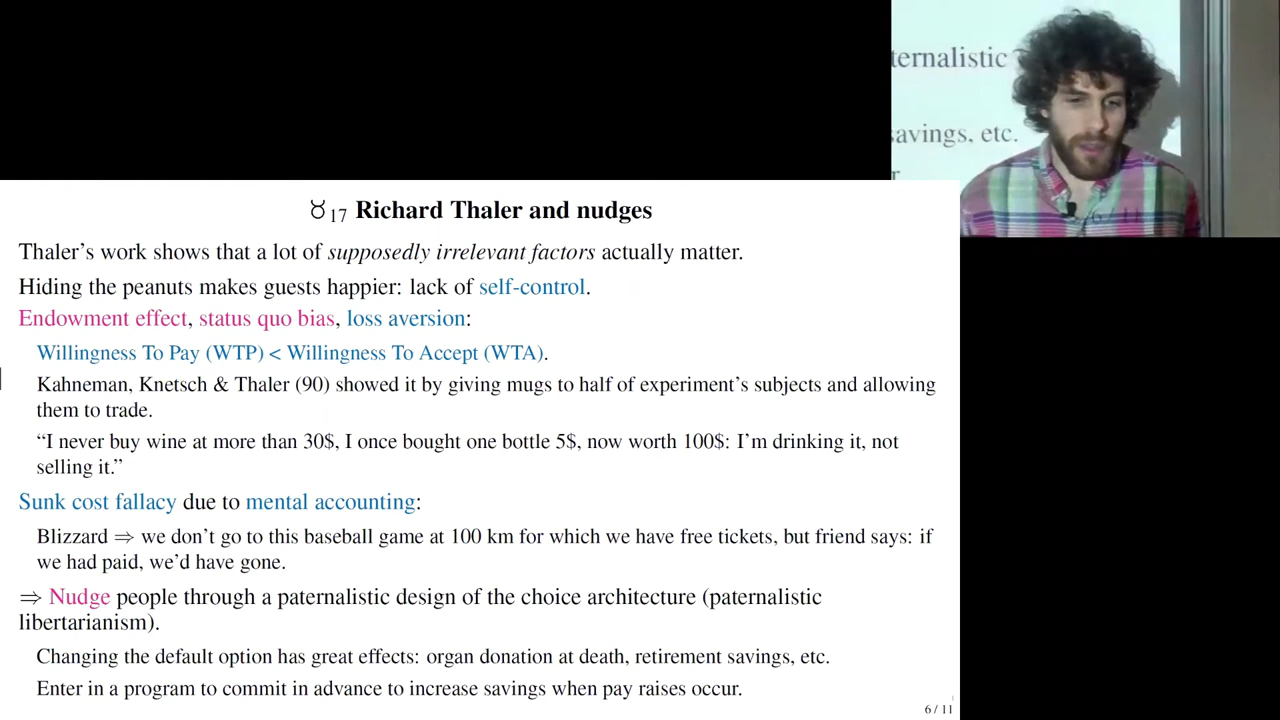 ternalistic
savings, etc.
♉17 Richard Thaler and nudges
Thaler's work shows that a lot of supposedly irrelevant factors actually matter.
Hiding the peanuts makes guests happier: lack of self-control.
Endowment effect, status quo bias, loss aversion:
Willingness To Pay (WTP) < Willingness To Accept (WTA).
Kahneman, Knetsch & Thaler (90) showed it by giving mugs to half of experiment's subjects and allowing
them to trade.
“I never buy wine at more than 30$, I once bought one bottle 5$, now worth 100$: I'm drinking it, not
selling it.”
Sunk cost fallacy due to mental accounting:
Blizzard ⇒ we don't go to this baseball game at 100 km for which we have free tickets, but friend says: if
we had paid, we'd have gone.
⇒ Nudge people through a paternalistic design of the choice architecture (paternalistic
libertarianism).
Changing the default option has great effects: organ donation at death, retirement savings, etc.
Enter in a program to commit in advance to increase savings when pay raises occur.
6 / 11